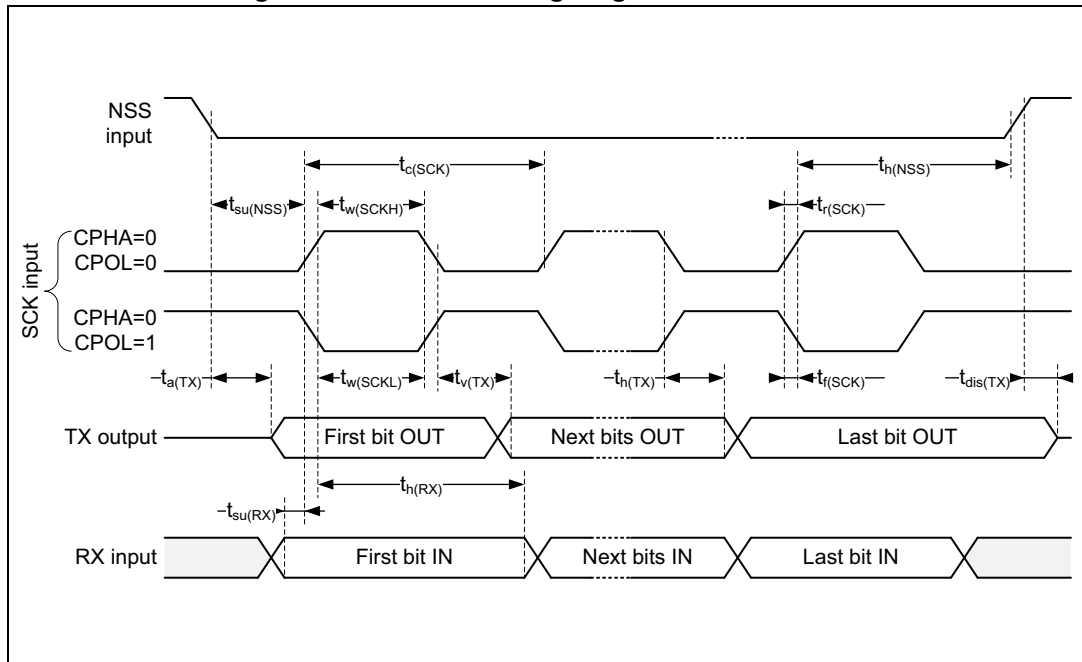 NSS
input
tc(SCK)
th(NSS)
tsu(NSS)
tw(SCKH)
tr(SCK)
SCK input
CPHA=0
CPOL=0
CPHA=0
CPOL=1
ta(TX)
tw(SCKL)
tv(TX)
th(TX)
tf(SCK)
tdis(TX)
TX output
First bit OUT
Next bits OUT
Last bit OUT
th(RX)
tsu(RX)
RX input
First bit IN
Next bits IN
Last bit IN